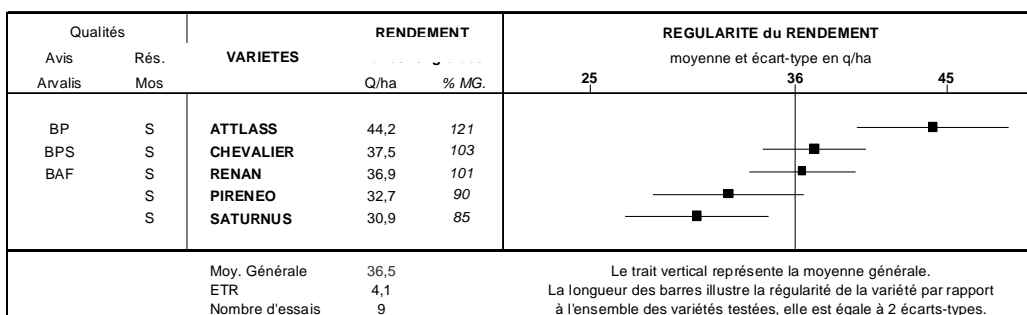 Qualités RENDEMENT REGULARITE du RENDEMENT
Avis Rés. VARIETES moyenne et écart-type en q/ha
Arvalis Mos Q/ha % MG. 25 36 45
BP S ATTLASS 44,2 121
BPS S CHEVALIER 37,5 103
BAF S RENAN 36,9 101
S PIRENEO 32,7 90
S SATURNUS 30,9 85
Moy. Générale 36,5 Le trait vertical représente la moyenne générale.
ETR 4,1 La longueur des barres illustre la régularité de la variété par rapport
Nombre d'essais 9 à l'ensemble des variétés testées, elle est égale à 2 écarts-types.